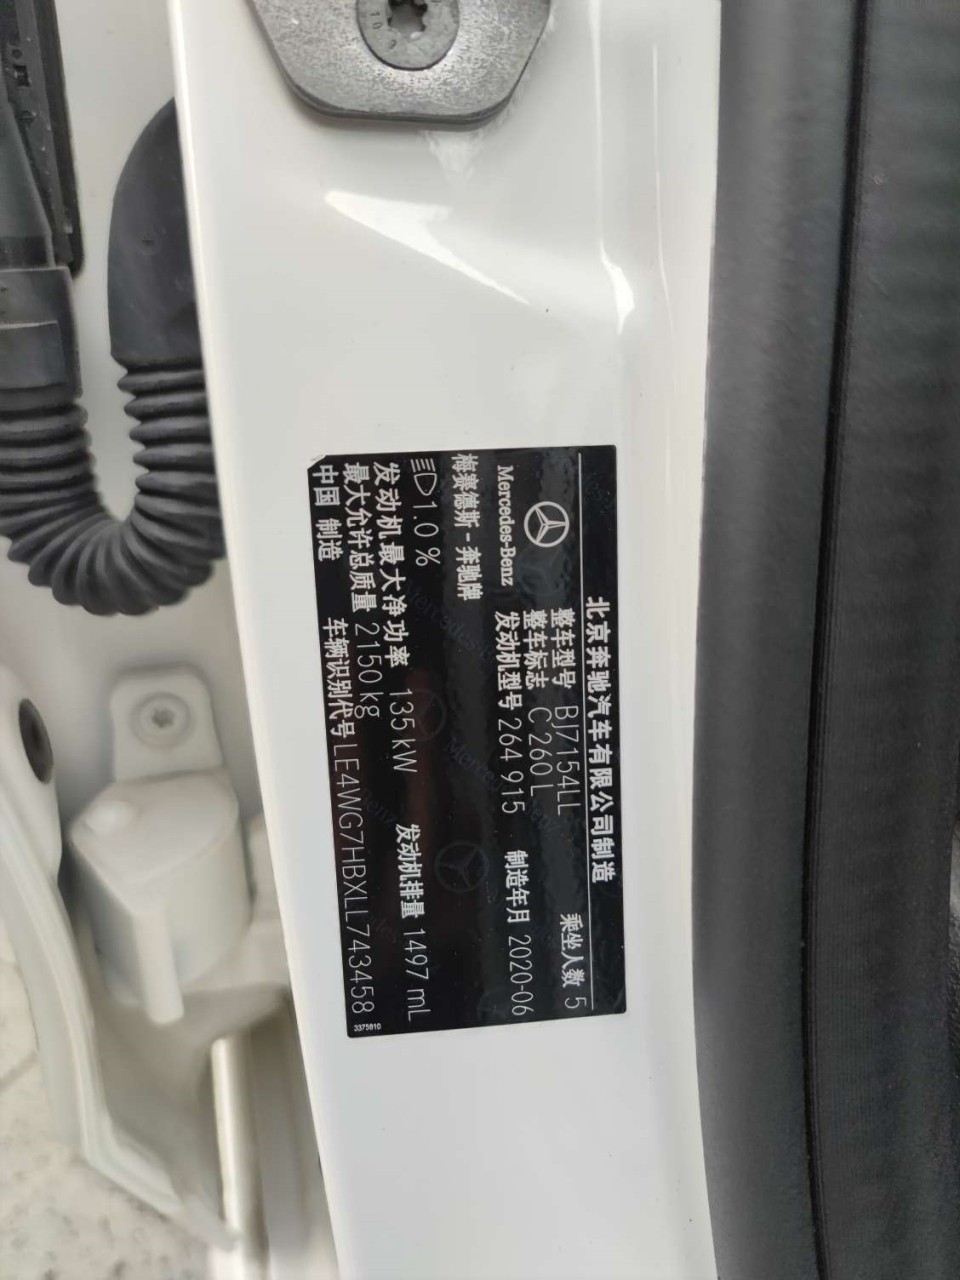 北京奔驰汽车有限公司制造
整车型号 BJ7154LL 乘坐人数 5
整车标志 C 260 L
Mercedes-Benz 发动机型号 264 915 制造年月 2020-06
梅赛德斯-奔驰牌
1.0 %
发动机最大净功率 135 kW 发动机排量 1497 mL
最大允许总质量 2150 kg
中国 制造 车辆识别代号 LE4WG7HBXLL743458
3375810